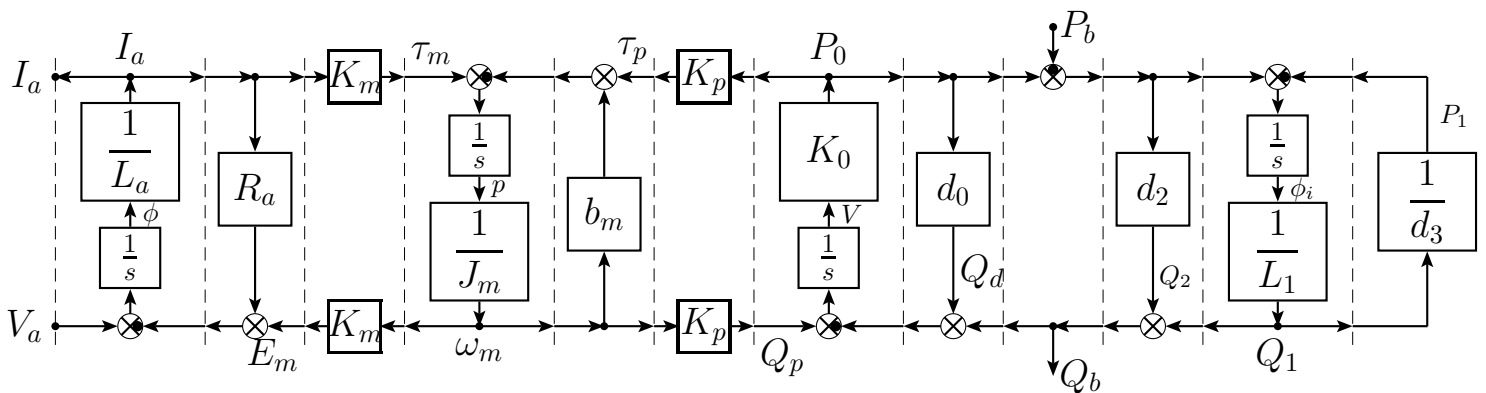 I_a
I_a
K_m
τ_m
τ_p
K_p
P_0
P_b
1/L_a
R_a
1/s
p
b_m
K_0
d_0
d_2
1/s
P_1
1/d_3
ϕ
1/s
1/J_m
V
1/s
Q_d
Q_2
ϕ_i
1/L_1
V_a
E_m
K_m
ω_m
K_p
Q_p
Q_b
Q_1